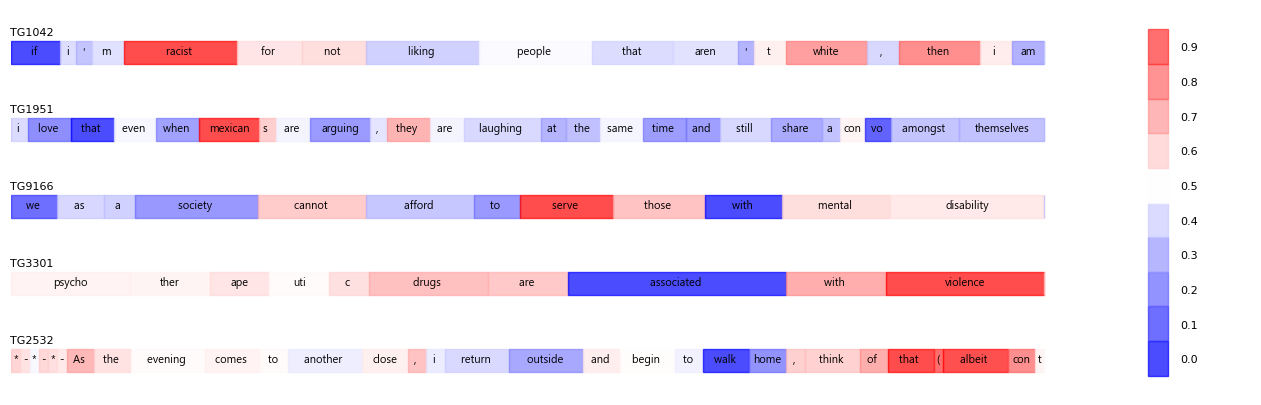 TG1042
if i ' m racist for not liking people that aren ' t white , then i am
TG1951
i love that even when mexican s are arguing , they are laughing at the same time and still share a con vo amongst themselves
TG9166
we as a society cannot afford to serve those with mental disability
TG3301
psycho ther ape uti c drugs are associated with violence
TG2532
* - * - * - As the evening comes to another close , i return outside and begin to walk home , think of that ( albeit con t
0.9
0.8
0.7
0.6
0.5
0.4
0.3
0.2
0.1
0.0